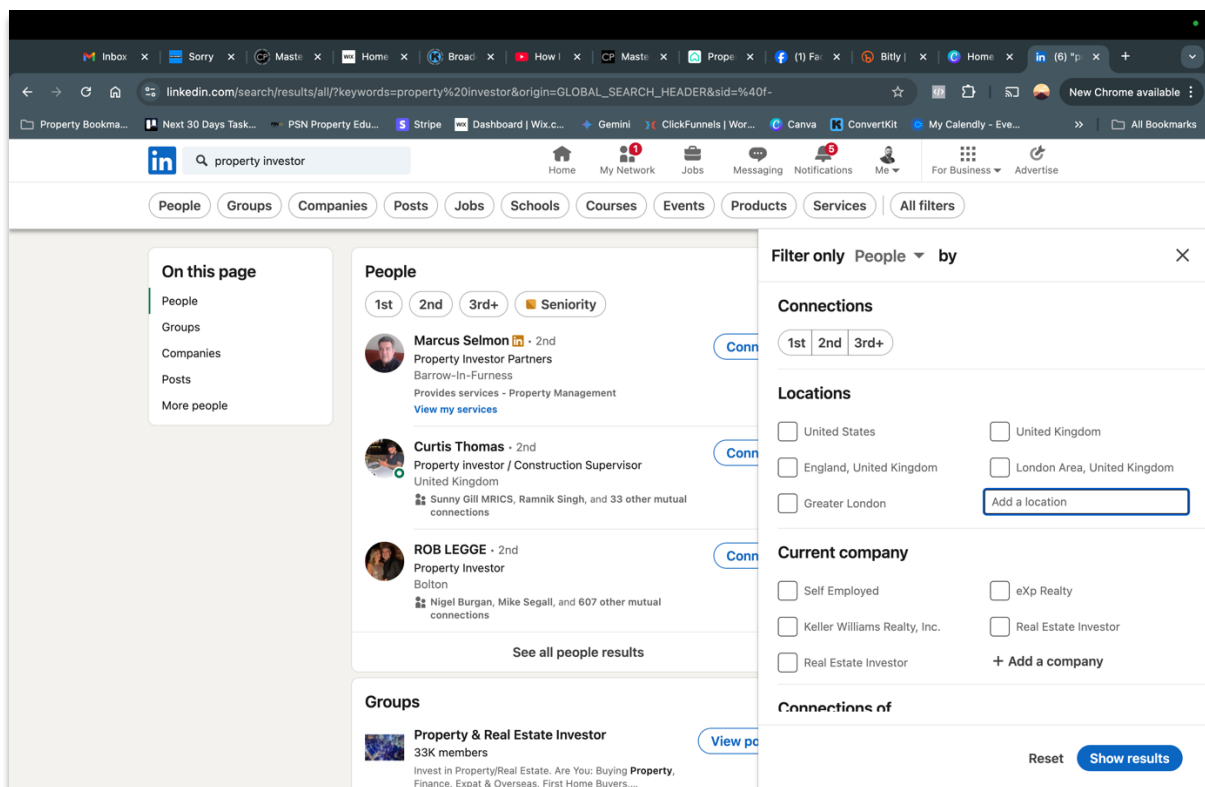 Inbox
Sorry
Maste
Home
Broad
How I
Maste
Prope
(1) Fac
Bitly |
Home
(6) "p
linkedin.com/search/results/all/?keywords=property%20investor&origin=GLOBAL_SEARCH_HEADER&sid=%40f-
New Chrome available
Property Bookma...
Next 30 Days Task...
PSN Property Edu...
Stripe
Dashboard | Wix.c...
Gemini
ClickFunnels | Wor...
Canva
ConvertKit
My Calendly - Eve...
»
All Bookmarks
in
property investor
Home
1
My Network
Jobs
Messaging
5
Notifications
Me
For Business
Advertise
People
Groups
Companies
Posts
Jobs
Schools
Courses
Events
Products
Services
All filters
On this page
People
Groups
Companies
Posts
More people
People
1st
2nd
3rd+
Seniority
Marcus Selmon in • 2nd
Property Investor Partners
Barrow-In-Furness
Provides services - Property Management
View my services
Conn
Curtis Thomas • 2nd
Property investor / Construction Supervisor
United Kingdom
Sunny Gill MRICS, Ramnik Singh, and 33 other mutual
connections
Conn
ROB LEGGE • 2nd
Property Investor
Bolton
Nigel Burgan, Mike Segall, and 607 other mutual
connections
Conn
See all people results
Groups
Property & Real Estate Investor
33K members
Invest in Property/Real Estate. Are You: Buying Property,
Finance, Expat & Overseas, First Home Buyers,...
View po
Filter only People by
Connections
1st
2nd
3rd+
Locations
United States
United Kingdom
England, United Kingdom
London Area, United Kingdom
Greater London
Add a location
Current company
Self Employed
eXp Realty
Keller Williams Realty, Inc.
Real Estate Investor
Real Estate Investor
+ Add a company
Connections of
Reset
Show results